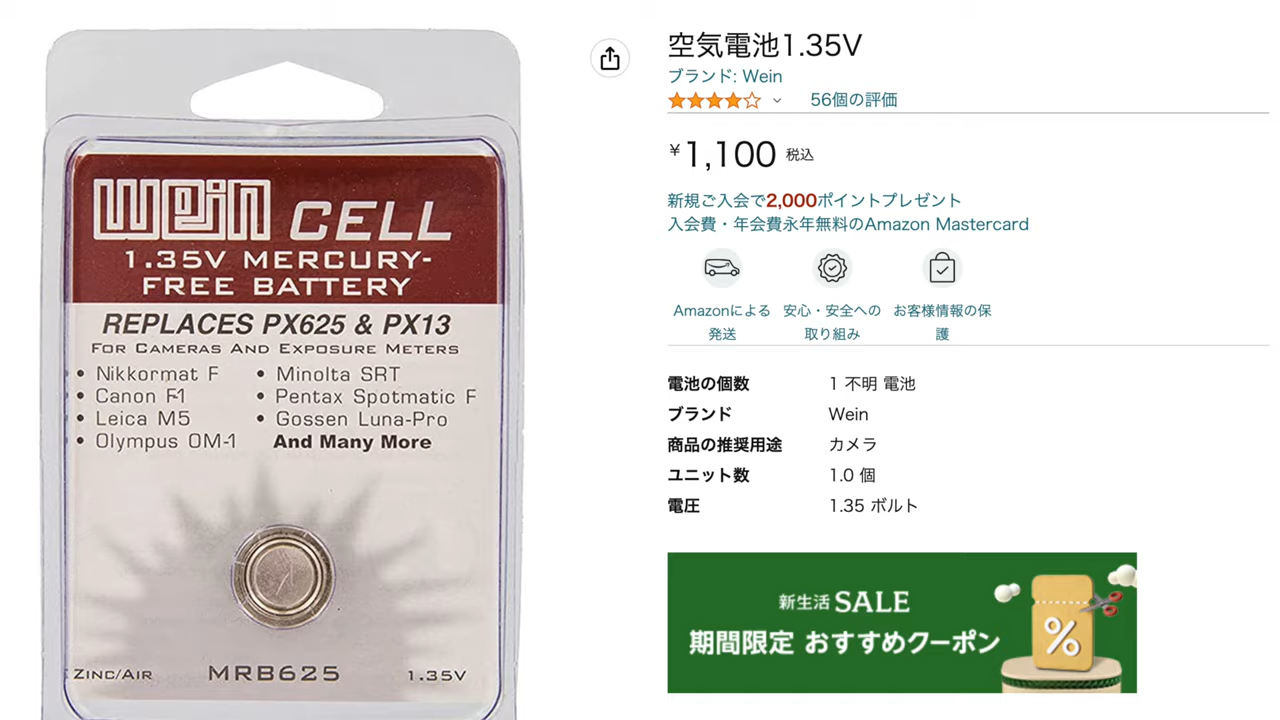 wein CELL
1.35V MERCURY-
FREE BATTERY
REPLACES PX625 & PX13
FOR CAMERAS AND EXPOSURE METERS
• Nikkormat F
• Canon F1
• Leica M5
• Olympus OM-1
• Minolta SRT
• Pentax Spotmatic F
• Gossen Luna-Pro
And Many More
ZINC/AIR
MRB625
1.35V
空気電池1.35V
ブランド: Wein
56個の評価
¥1,100 税込
新規ご入会で2,000ポイントプレゼント
入会費・年会費永年無料のAmazon Mastercard
Amazonによる
発送
安心・安全への
取り組み
お客様情報の保
護
電池の個数 1 不明 電池
ブランド Wein
商品の推奨用途 カメラ
ユニット数 1.0 個
電圧 1.35 ボルト
新生活 SALE
期間限定 おすすめクーポン
%